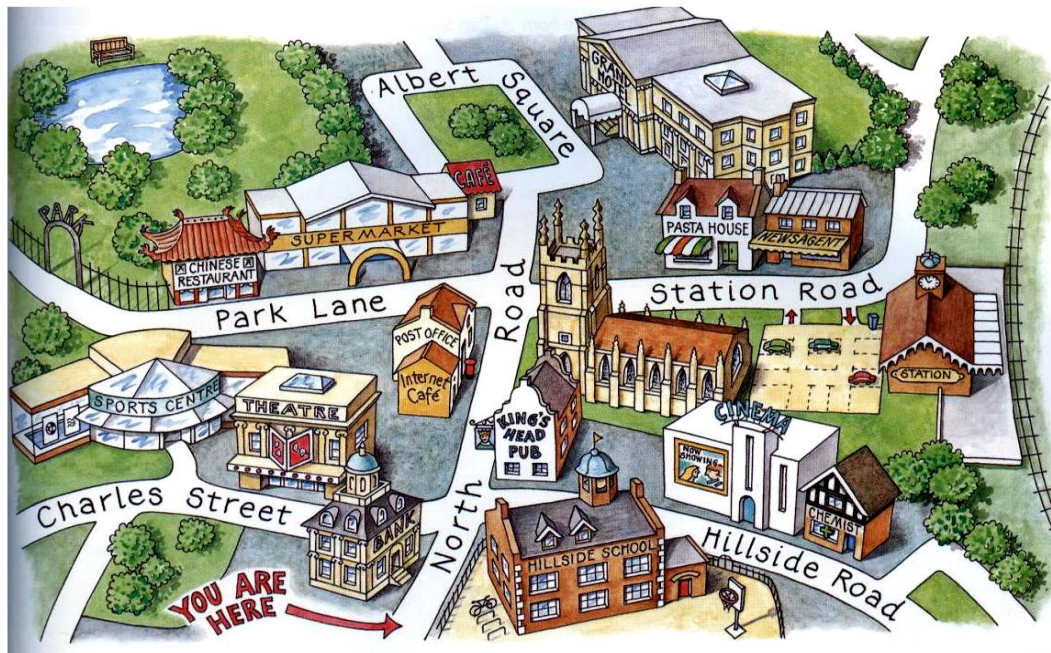 Albert
Square
GRAND
HOTEL
PARK
CAFÉ
SUPERMARKET
CHINESE
RESTAURANT
PASTA HOUSE
NEWSAGENT
Park Lane
Road
Station Road
POST OFFICE
Internet
Café
STATION
SPORTS CENTRE
THEATRE
KING'S
HEAD
PUB
CINEMA
NOW
SHOWING
Charles Street
BANK
North
HILLSIDE SCHOOL
CHEMIST
Hillside Road
YOU ARE
HERE